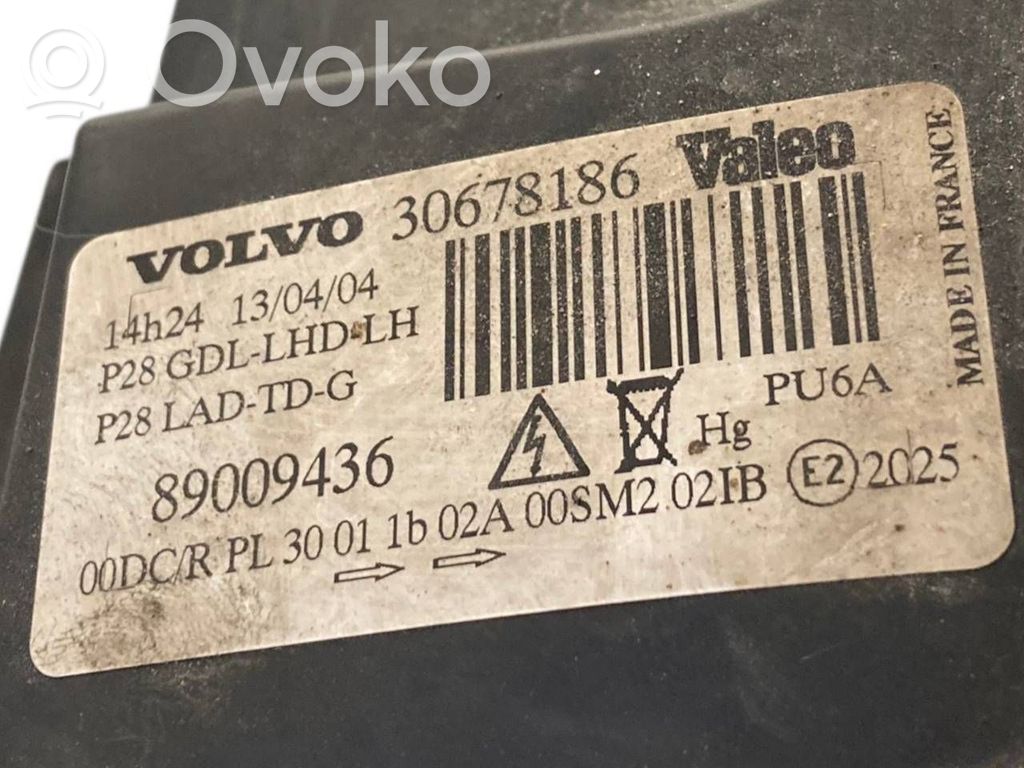 Ovoko
VOLVO 30678186 Valeo
14h24 13/04/04
P28 GDL-LHD-LH
P28 LAD-TD-G
PU6A
Hg
89009436
00DC/R PL 30 01 1b 02A 00SM2 02IB E2 2025
MADE IN FRANCE